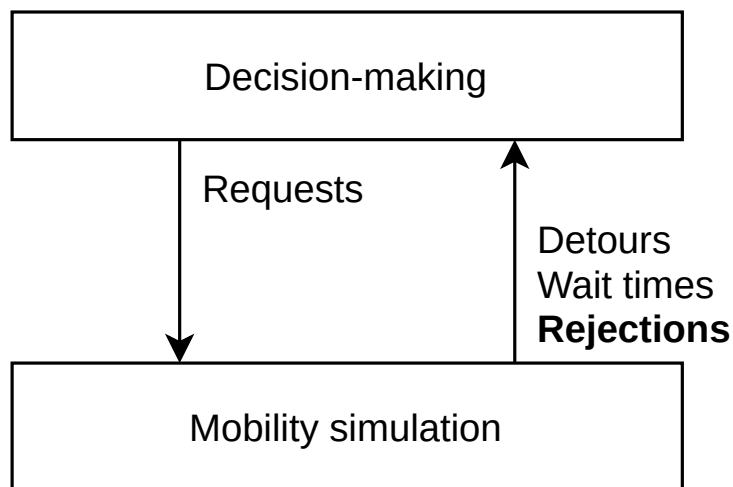 Decision-making
Requests
Detours
Wait times
Rejections
Mobility simulation